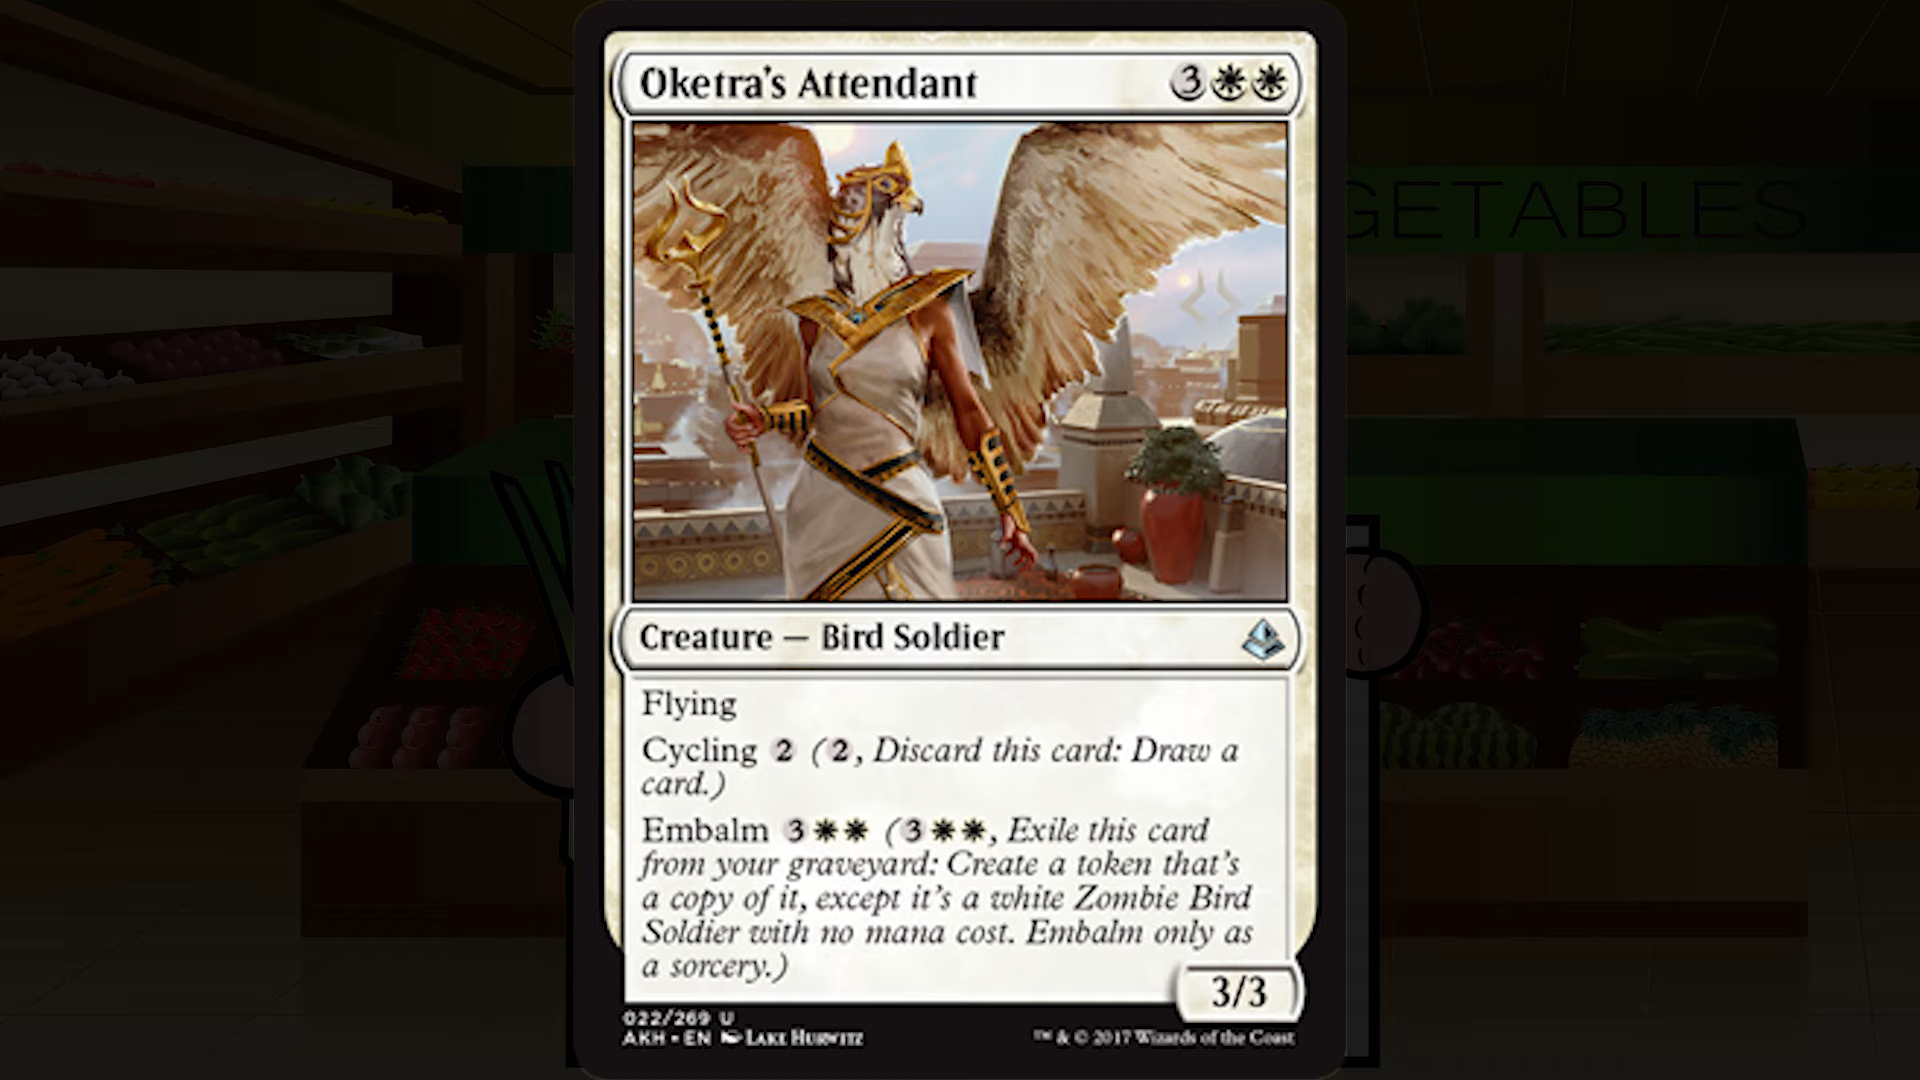 Oketra's Attendant 3
GETABLES
Creature — Bird Soldier
Flying
Cycling 2 (2, Discard this card: Draw a
card.)
Embalm 3 (3, Exile this card
from your graveyard: Create a token that's
a copy of it, except it's a white Zombie Bird
Soldier with no mana cost. Embalm only as
a sorcery.)
3/3
022/269 U
AKH • EN Lake Hurwitz
™ & © 2017 Wizards of the Coast